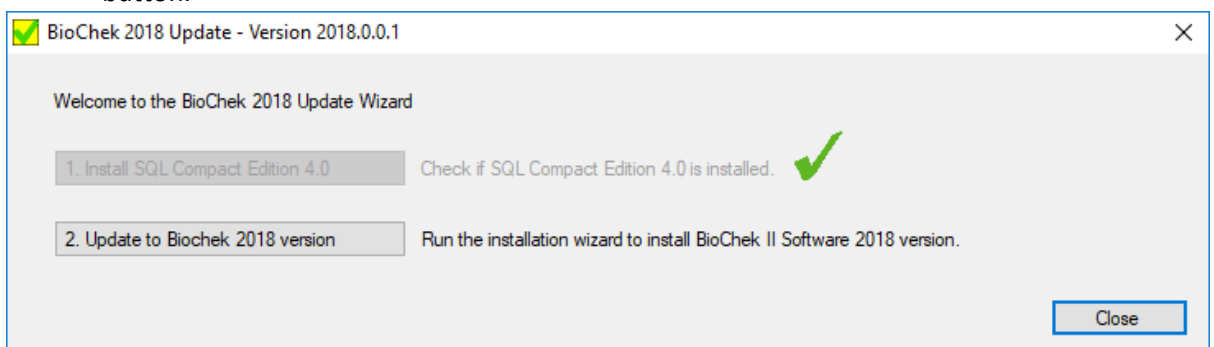 BioChek 2018 Update - Version 2018.0.0.1
Welcome to the BioChek 2018 Update Wizard
1. Install SQL Compact Edition 4.0 Check if SQL Compact Edition 4.0 is installed.
2. Update to Biochek 2018 version Run the installation wizard to install BioChek II Software 2018 version.
Close